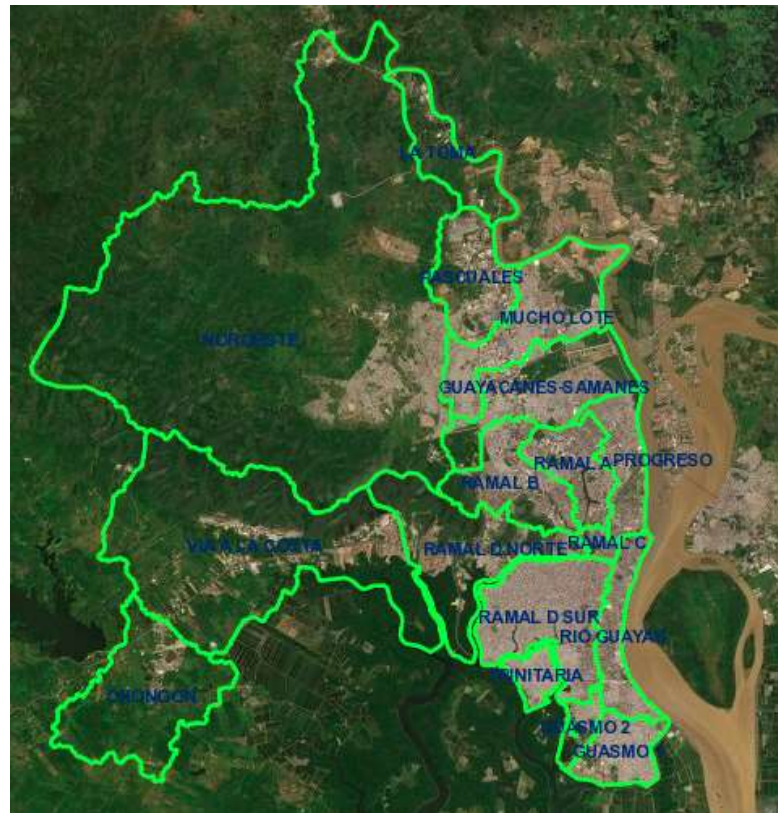 LA TOMA
PASCUALES
MUCHO LOTE
NOROESTE
GUAYACANES-SAMANES
RAMAL A
PROGRESO
RAMAL B
VIA A LA COSTA
RAMAL D NORTE
RAMAL C
RAMAL D SUR
RIO GUAYAS
TRINITARIA
CHONGON
GUASMO 2
GUASMO